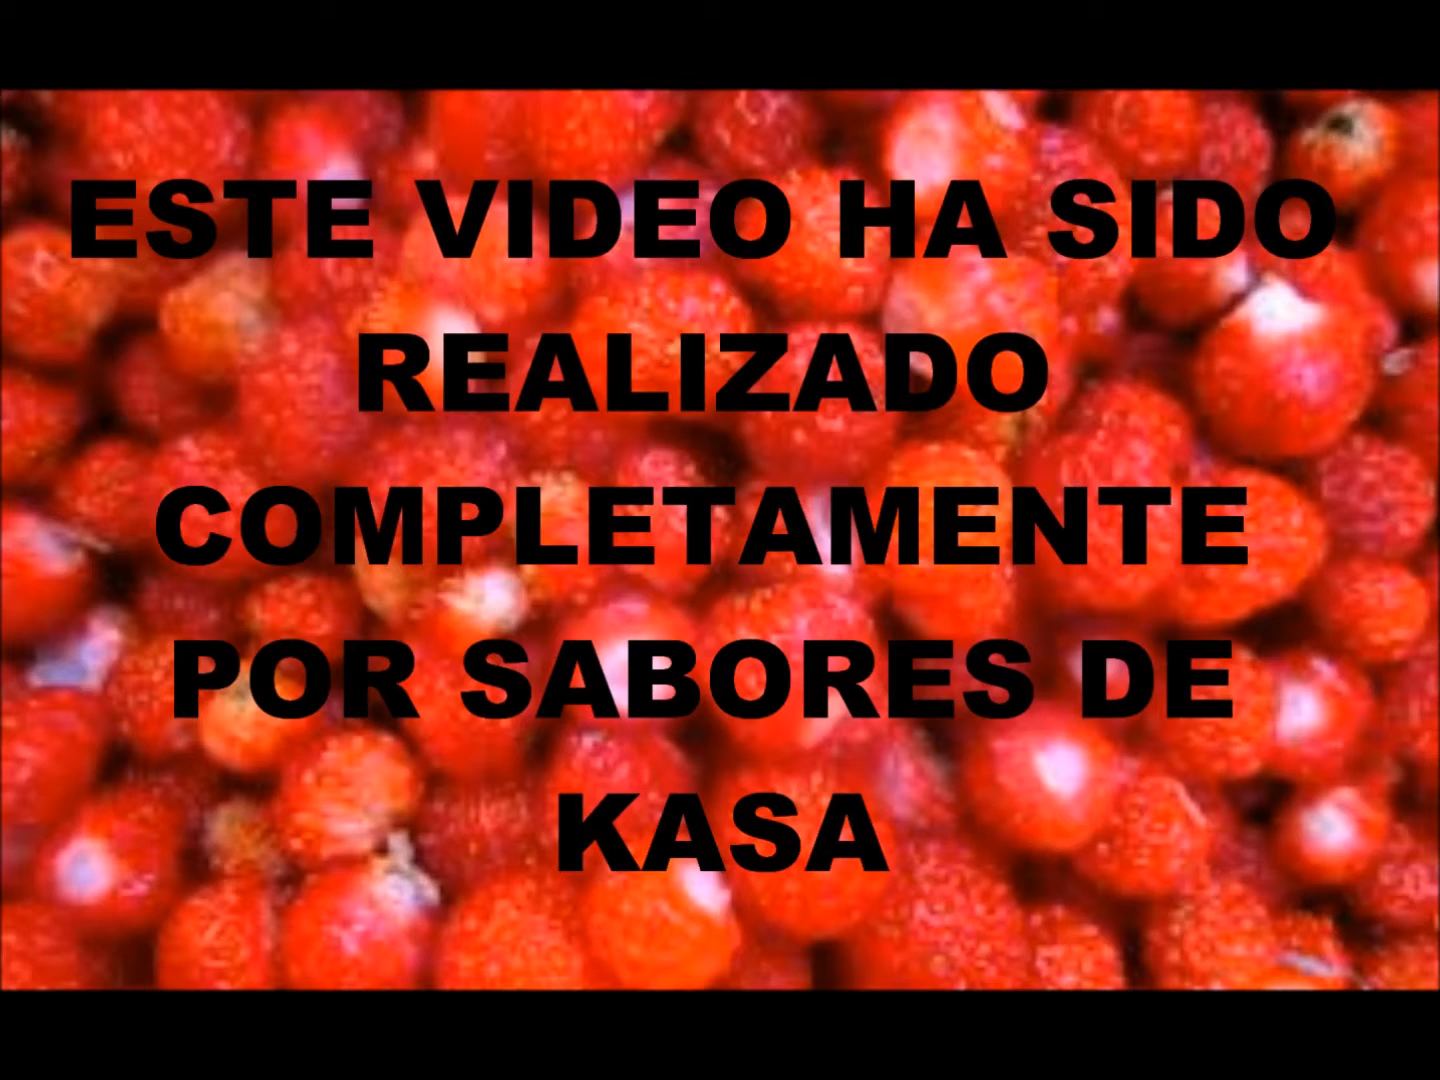 ESTE VIDEO HA SIDO
REALIZADO
COMPLETAMENTE
POR SABORES DE
KASA